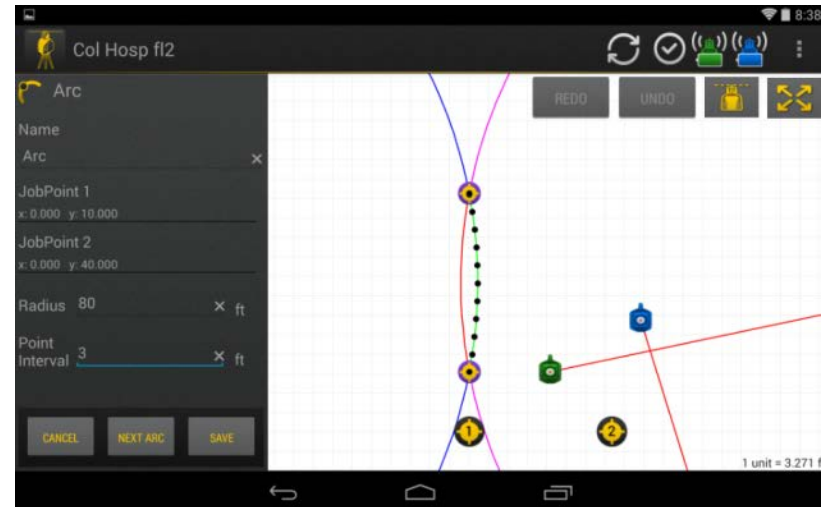 8:38
Col Hosp fl2
Arc
REDO
UNDO
Name
Arc
JobPoint 1
x: 0.000 y: 10.000
JobPoint 2
x: 0.000 y: 40.000
Radius 80 ft
Point
Interval 3 ft
CANCEL
NEXT ARC
SAVE
1
2
1 unit = 3.271 f